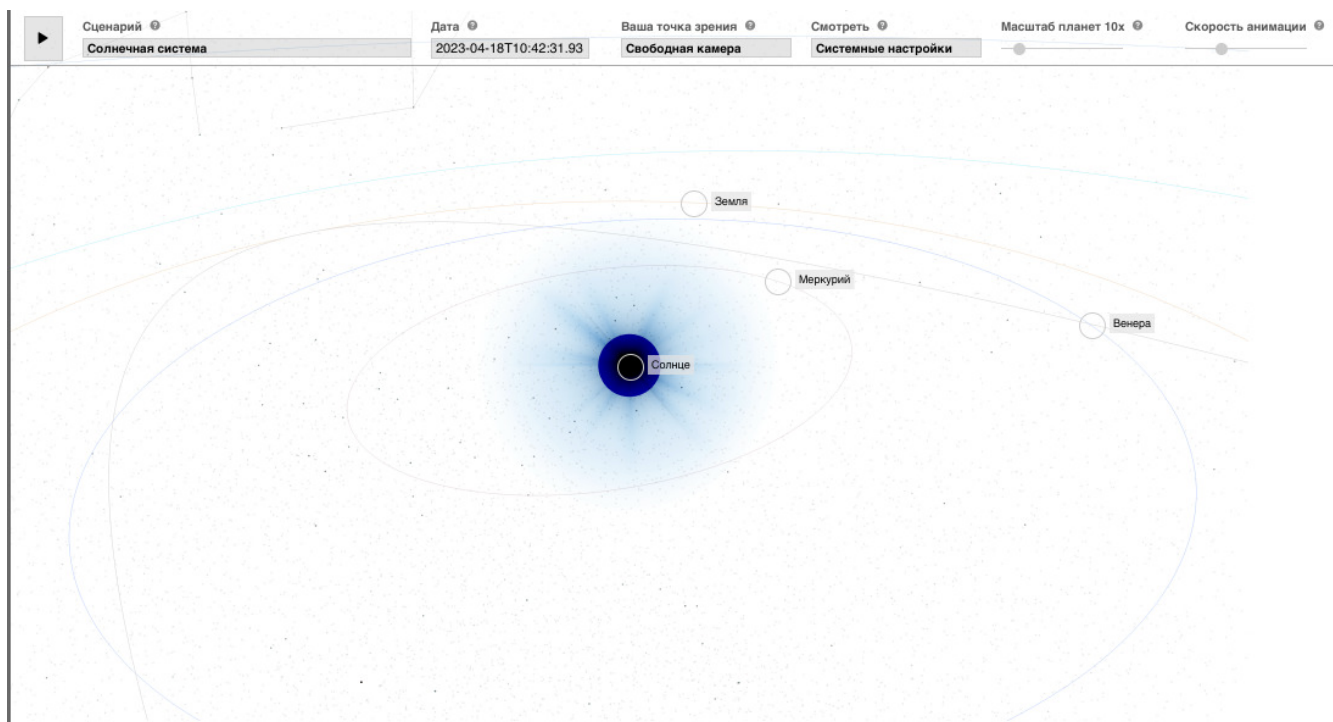 Сценарий
Дата
Ваша точка зрения
Смотреть
Масштаб планет 10x
Скорость анимации
Солнечная система
2023-04-18T10:42:31.93
Свободная камера
Системные настройки
Земля
Меркурий
Венера
Солнце